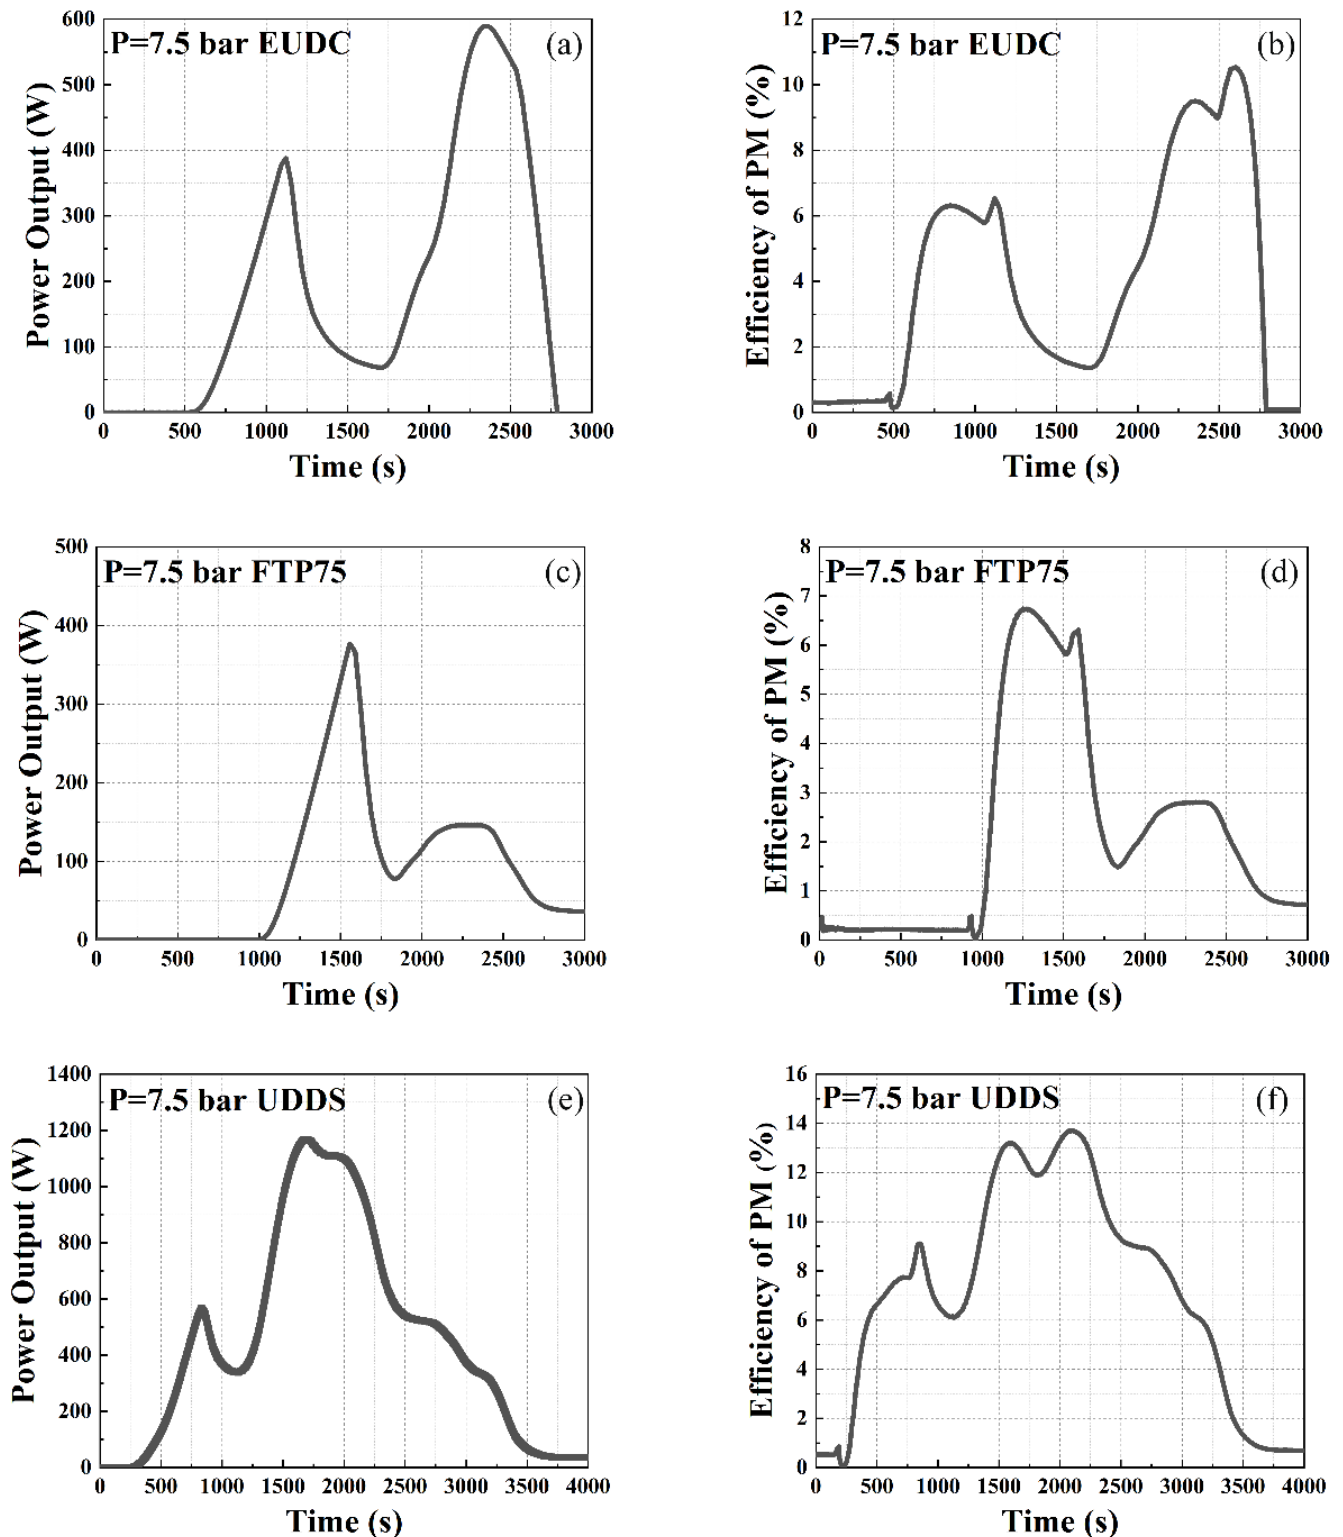 P=7.5 bar EUDC (a)
Power Output (W)
600
500
400
300
200
100
0
0 500 1000 1500 2000 2500 3000
Time (s)
P=7.5 bar EUDC (b)
Efficiency of PM (%)
12
10
8
6
4
2
0
0 500 1000 1500 2000 2500 3000
Time (s)
P=7.5 bar FTP75 (c)
Power Output (W)
500
400
300
200
100
0
0 500 1000 1500 2000 2500 3000
Time (s)
P=7.5 bar FTP75 (d)
Efficiency of PM (%)
8
7
6
5
4
3
2
1
0
0 500 1000 1500 2000 2500 3000
Time (s)
P=7.5 bar UDDS (e)
Power Output (W)
1400
1200
1000
800
600
400
200
0
0 500 1000 1500 2000 2500 3000 3500 4000
Time (s)
P=7.5 bar UDDS (f)
Efficiency of PM (%)
16
14
12
10
8
6
4
2
0
0 500 1000 1500 2000 2500 3000 3500 4000
Time (s)